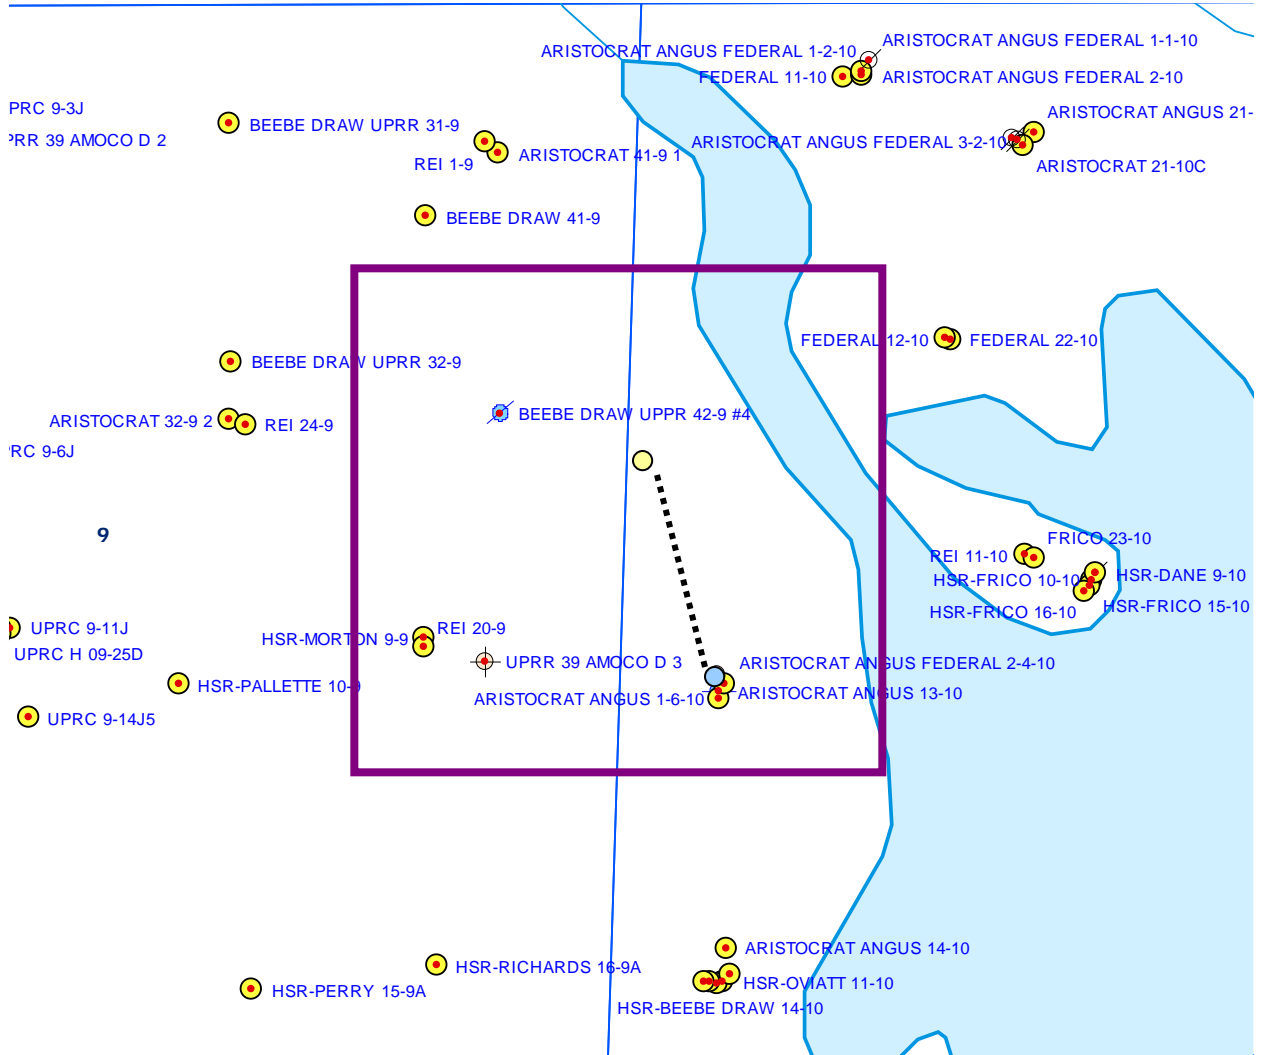 ARISTOCRAT ANGUS FEDERAL 1-1-10
ARISTOCRAT ANGUS FEDERAL 1-2-10
FEDERAL 11-10
ARISTOCRAT ANGUS FEDERAL 2-10
PRC 9-3J
ARISTOCRAT ANGUS 21-
BEEBE DRAW UPRR 31-9
PRR 39 AMOCO D 2
ARISTOCRAT ANGUS FEDERAL 3-2-10
REI 1-9
ARISTOCRAT 41-9 1
ARISTOCRAT 21-10C
BEEBE DRAW 41-9
FEDERAL 12-10
FEDERAL 22-10
BEEBE DRAW UPRR 32-9
BEEBE DRAW UPPR 42-9 #4
ARISTOCRAT 32-9 2
REI 24-9
PRC 9-6J
9
FRICO 23-10
REI 11-10
HSR-FRICO 10-10
HSR-DANE 9-10
HSR-FRICO 16-10
HSR-FRICO 15-10
UPRC 9-11J
REI 20-9
HSR-MORTON 9-9
UPRC H 09-25D
UPRR 39 AMOCO D 3
ARISTOCRAT ANGUS FEDERAL 2-4-10
HSR-PALLETTE 10-9
ARISTOCRAT ANGUS 1-6-10
ARISTOCRAT ANGUS 13-10
UPRC 9-14J5
ARISTOCRAT ANGUS 14-10
HSR-RICHARDS 16-9A
HSR-OVIATT 11-10
HSR-PERRY 15-9A
HSR-BEEBE DRAW 14-10